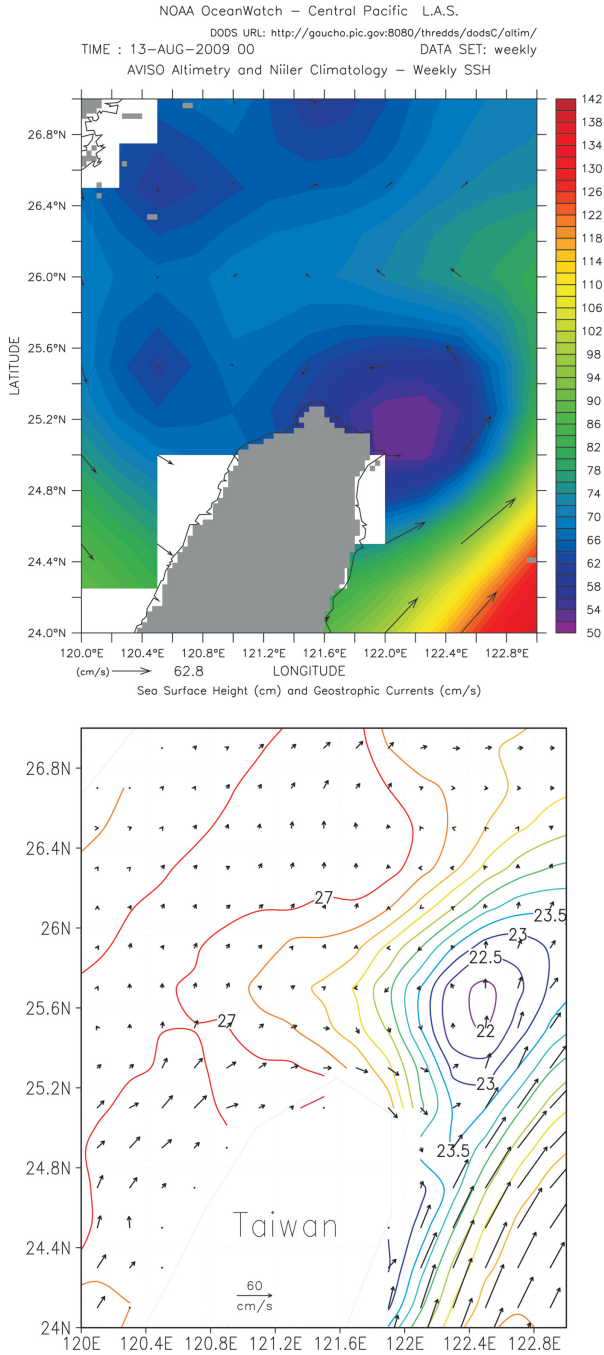 NOAA OceanWatch – Central Pacific L.A.S.
DODS URL: http://gaucho.pic.gov:8080/thredds/dodsC/altim/
TIME : 13-AUG-2009 00 DATA SET: weekly
AVISO Altimetry and Niiler Climatology – Weekly SSH
26.8°N
26.4°N
26.0°N
25.6°N
25.2°N
24.8°N
24.4°N
24.0°N
LATITUDE
142
138
134
130
126
122
118
114
110
106
102
98
94
90
86
82
78
74
70
66
62
58
54
50
120.0°E 120.4°E 120.8°E 121.2°E 121.6°E 122.0°E 122.4°E 122.8°E
(cm/s) 62.8 LONGITUDE
Sea Surface Height (cm) and Geostrophic Currents (cm/s)
26.8N
26.4N
26N
25.6N
25.2N
24.8N
24.4N
24N
27
23.5
23
22.5
27
22
23
23.5
Taiwan
60
cm/s
120E 120.4E 120.8E 121.2E 121.6E 122E 122.4E 122.8E